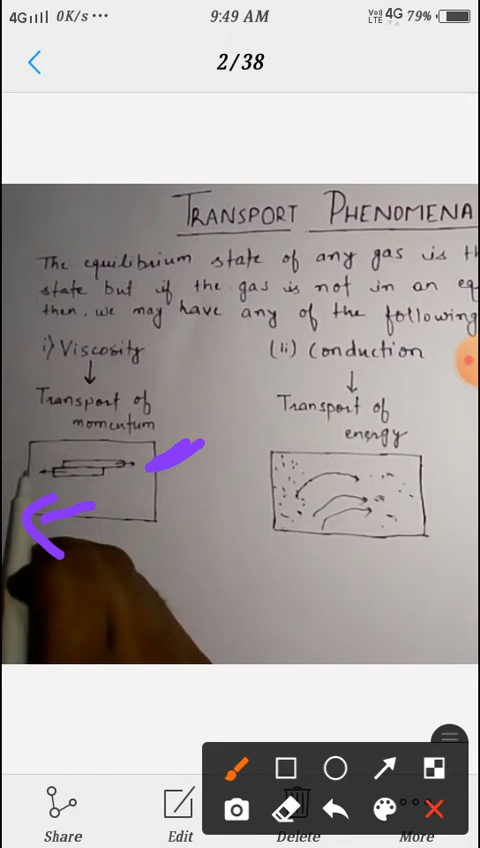 4G 0K/s ••• 9:49 AM VoLTE 4G 79%
2/38
TRANSPORT PHENOMENA
The equilibrium state of any gas is th
state but if the gas is not in an eq
then, we may have any of the following
i) Viscosity (ii) Conduction
Transport of momentum
Transport of energy
Share Edit Delete More